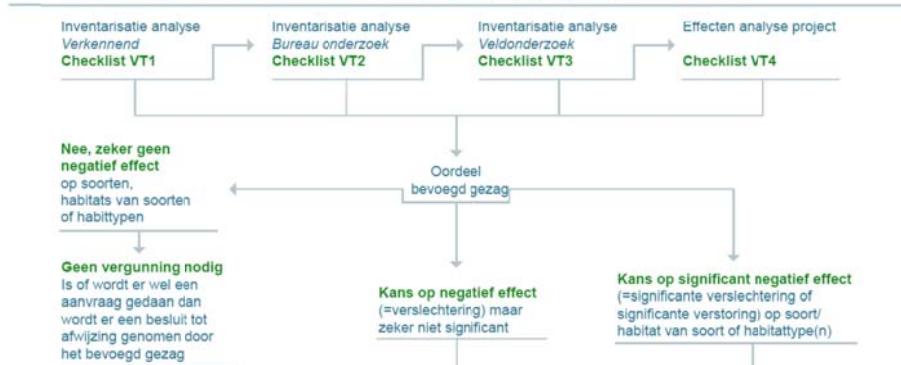 Inventarisatie analyse
Verkennend
Checklist VT1
Inventarisatie analyse
Bureau onderzoek
Checklist VT2
Inventarisatie analyse
Veldonderzoek
Checklist VT3
Effecten analyse project
Checklist VT4
Oordeel
bevoegd gezag
Nee, zeker geen
negatief effect
op soorten,
habitats van soorten
of habittypen
Geen vergunning nodig
Is of wordt er wel een
aanvraag gedaan dan
wordt er een besluit tot
afwijzing genomen door
het bevoegd gezag
Kans op negatief effect
(=verslechtering) maar
zeker niet significant
Kans op significant negatief effect
(=significante verslechtering of
significante verstoring) op soort/
habitat van soort of habitattype(n)